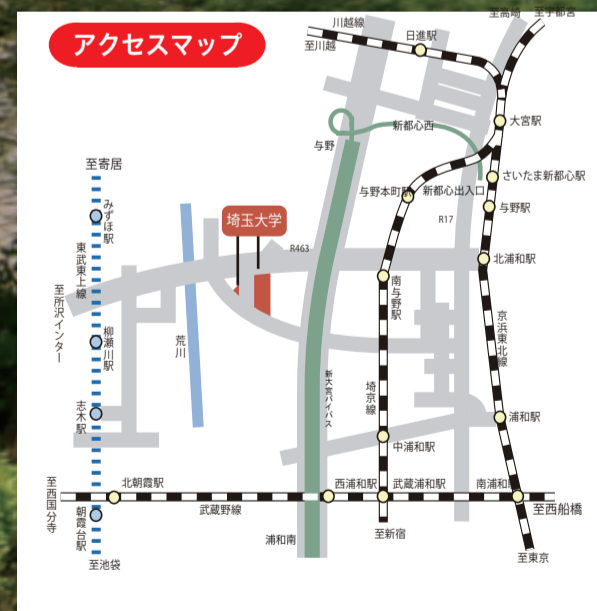 アクセスマップ
至高崎
至宇都宮
川越線
至川越
日進駅
大宮駅
新都心西
与野
さいたま新都心駅
与野本町駅
新都心出入口
与野駅
R17
至寄居
みずほ駅
東武東上線
埼玉大学
R463
北浦和駅
南与野駅
至所沢インター
荒川
柳瀬川駅
京浜東北線
新大宮バイパス
埼京線
志木駅
浦和駅
中浦和駅
北朝霞駅
西浦和駅
武蔵浦和駅
南浦和駅
至西国分寺
武蔵野線
至西船橋
朝霞台駅
浦和南
至新宿
至池袋
至東京